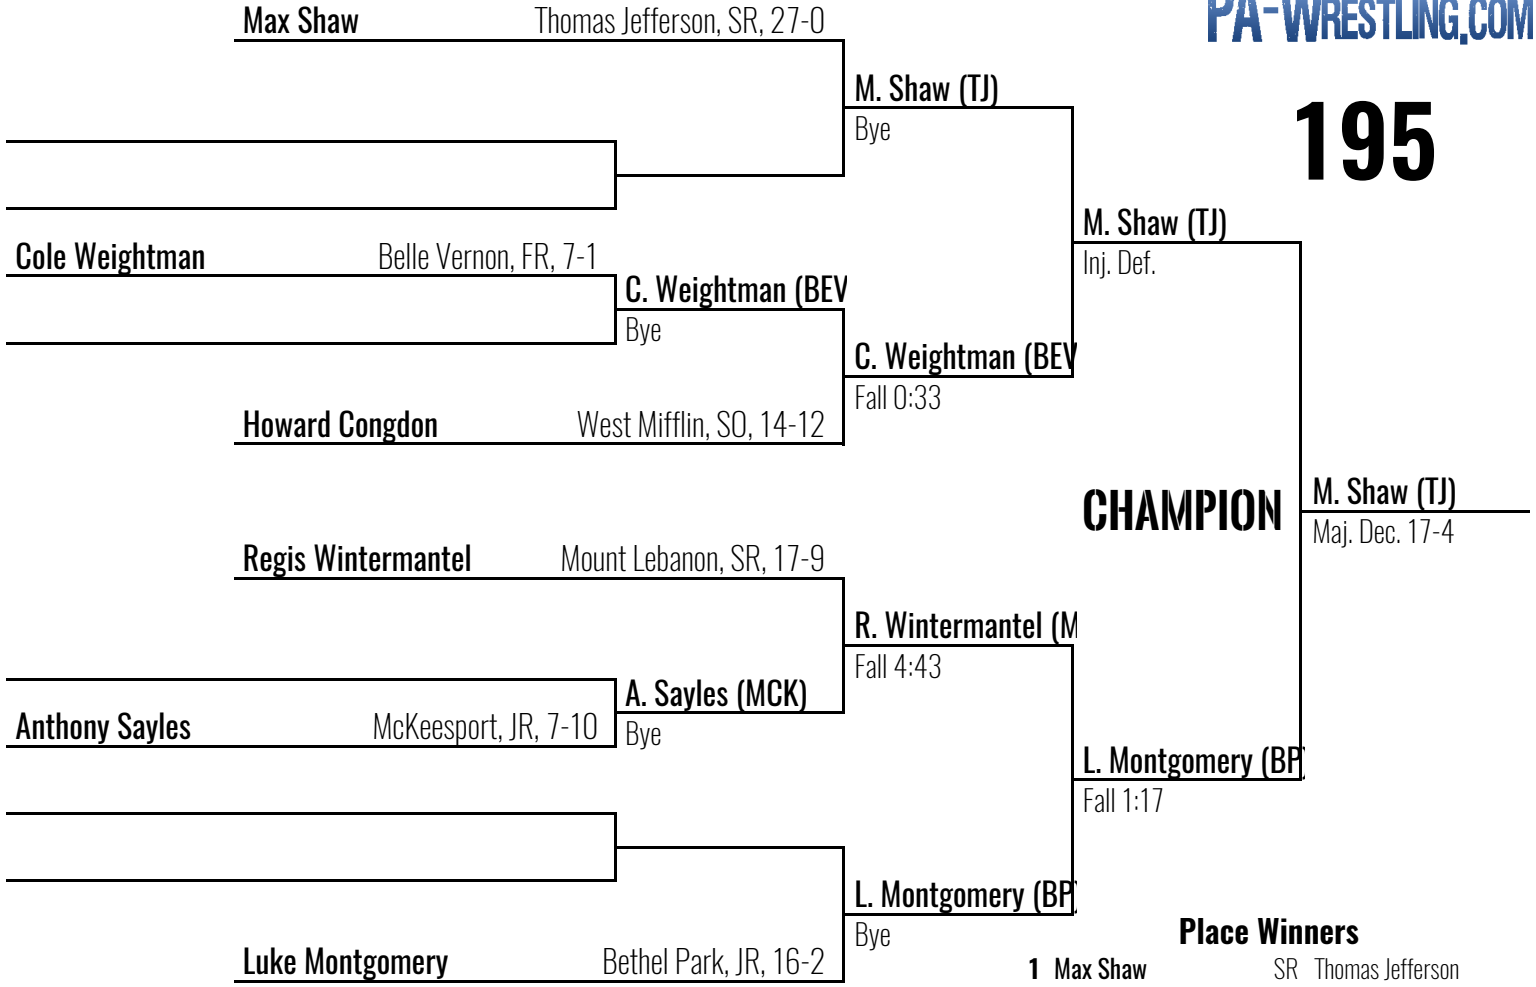 PA-WRESTLING.COM
195
Max Shaw Thomas Jefferson, SR, 27-0
M. Shaw (TJ)
Bye
M. Shaw (TJ)
Inj. Def.
Cole Weightman Belle Vernon, FR, 7-1
C. Weightman (BEV
Bye
C. Weightman (BEV
Fall 0:33
Howard Congdon West Mifflin, SO, 14-12
CHAMPION
M. Shaw (TJ)
Maj. Dec. 17-4
Regis Wintermantel Mount Lebanon, SR, 17-9
R. Wintermantel (M
Fall 4:43
A. Sayles (MCK)
Bye
Anthony Sayles McKeesport, JR, 7-10
L. Montgomery (BP)
Fall 1:17
L. Montgomery (BP)
Bye
Luke Montgomery Bethel Park, JR, 16-2
Place Winners
1 Max Shaw SR Thomas Jefferson